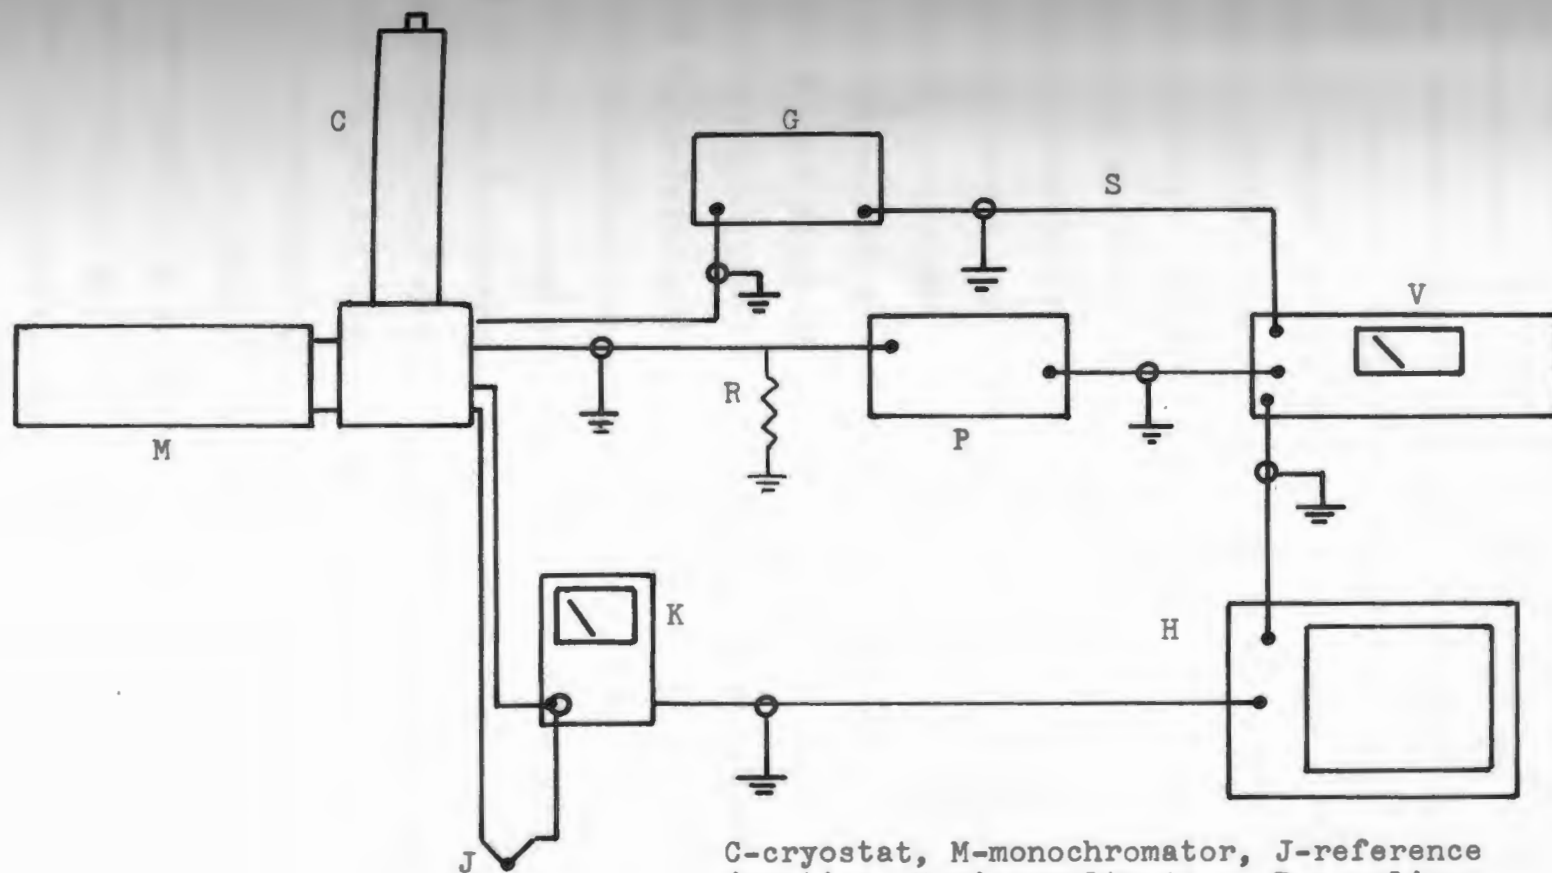 C
G
S
V
R
P
M
K
H
C-cryostat, M-monochromator, J-reference
J